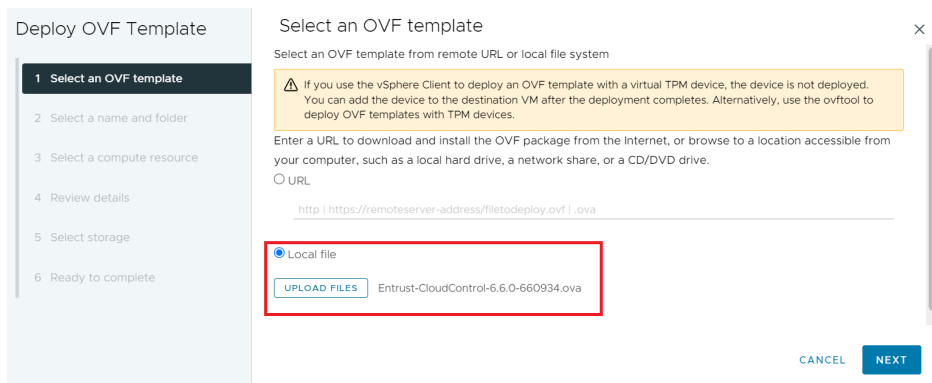 Deploy OVF Template
1 Select an OVF template
2 Select a name and folder
3 Select a compute resource
4 Review details
5 Select storage
6 Ready to complete
Select an OVF template
Select an OVF template from remote URL or local file system
If you use the vSphere Client to deploy an OVF template with a virtual TPM device, the device is not deployed.
You can add the device to the destination VM after the deployment completes. Alternatively, use the ovftool to
deploy OVF templates with TPM devices.
Enter a URL to download and install the OVF package from the Internet, or browse to a location accessible from
your computer, such as a local hard drive, a network share, or a CD/DVD drive.
URL
http | https://remoteserver-address/filetodeploy.ovf | .ova
Local file
UPLOAD FILES Entrust-CloudControl-6.6.0-660934.ova
CANCEL NEXT